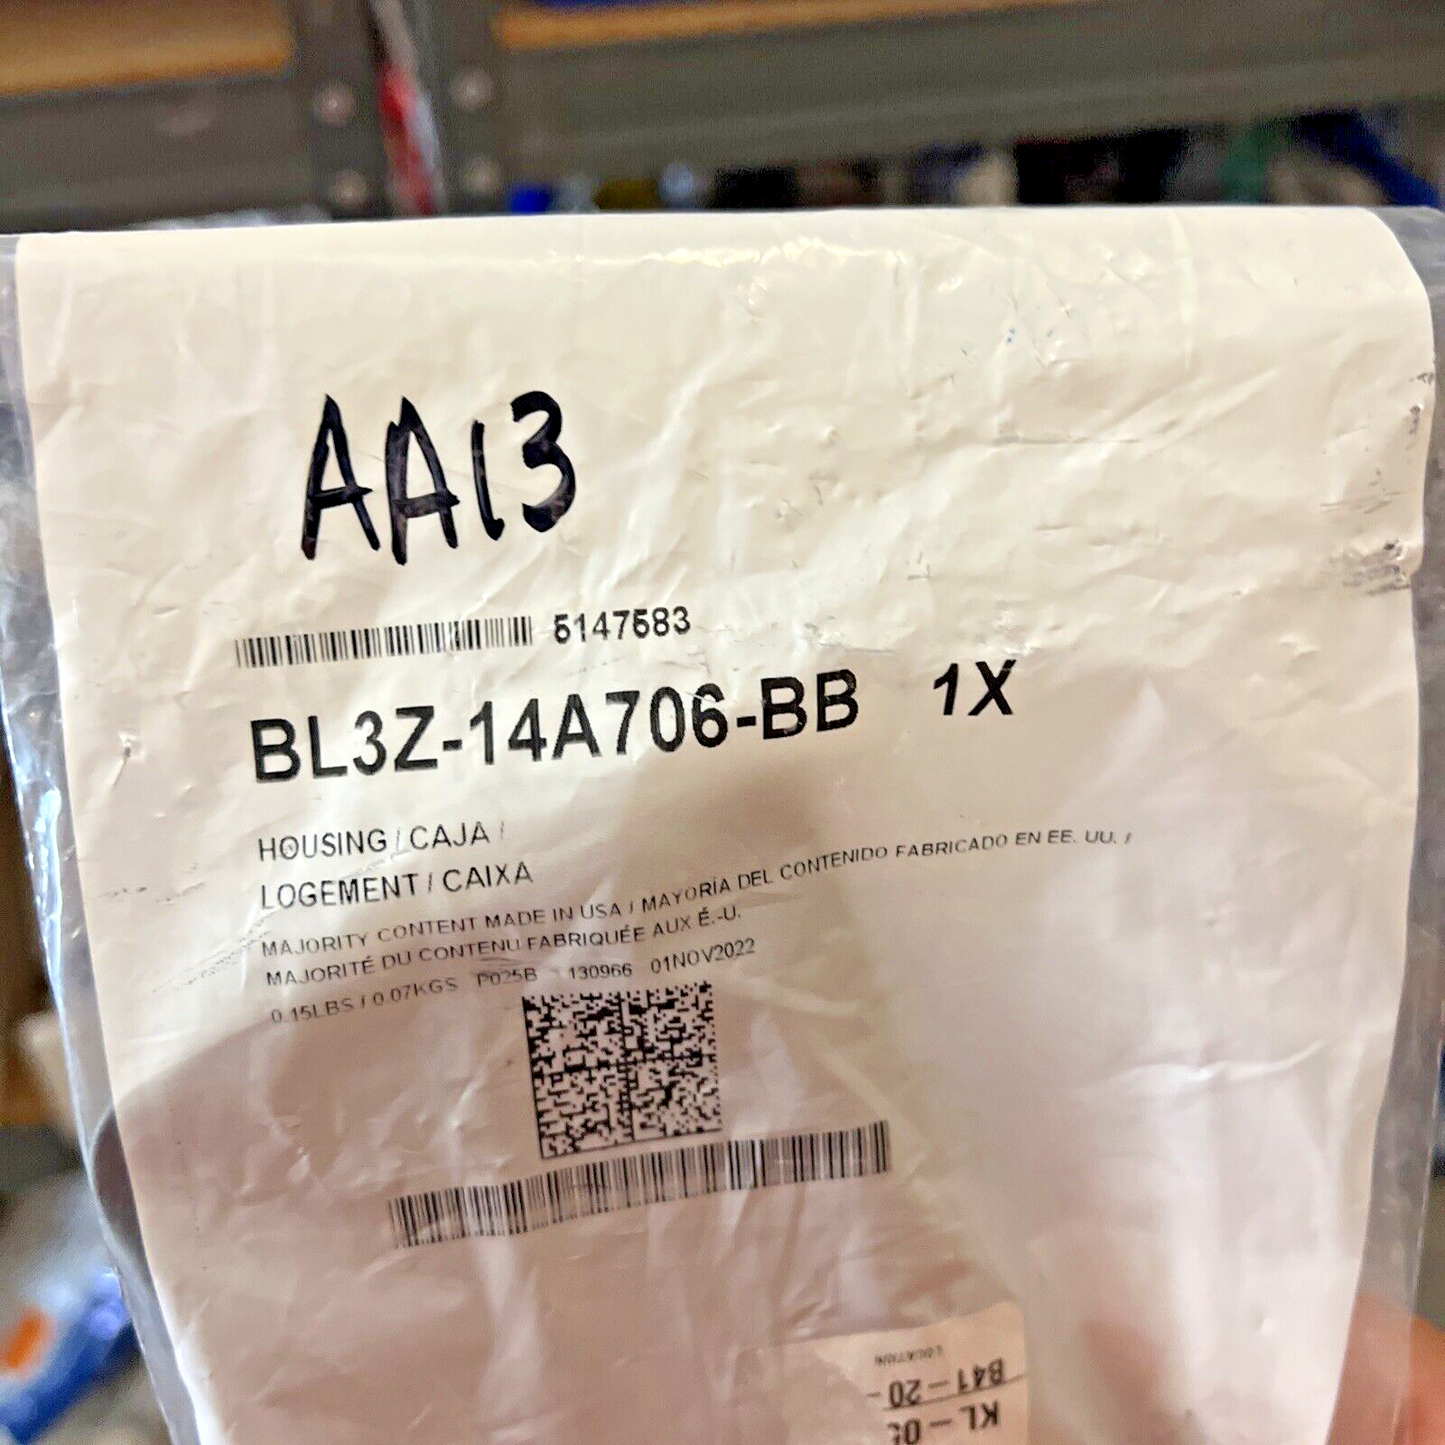 AA13
5147583
BL3Z-14A706-BB 1X
HOUSING / CAJA /
LOGEMENT / CAIXA
MAJORITY CONTENT MADE IN USA / MAYORÍA DEL CONTENIDO FABRICADO EN EE. UU. /
MAJORITÉ DU CONTENU FABRIQUÉE AUX É.-U.
0.15LBS / 0.07KGS P025B 130966 01NOV2022
LOCATION
B41-20-
KL-